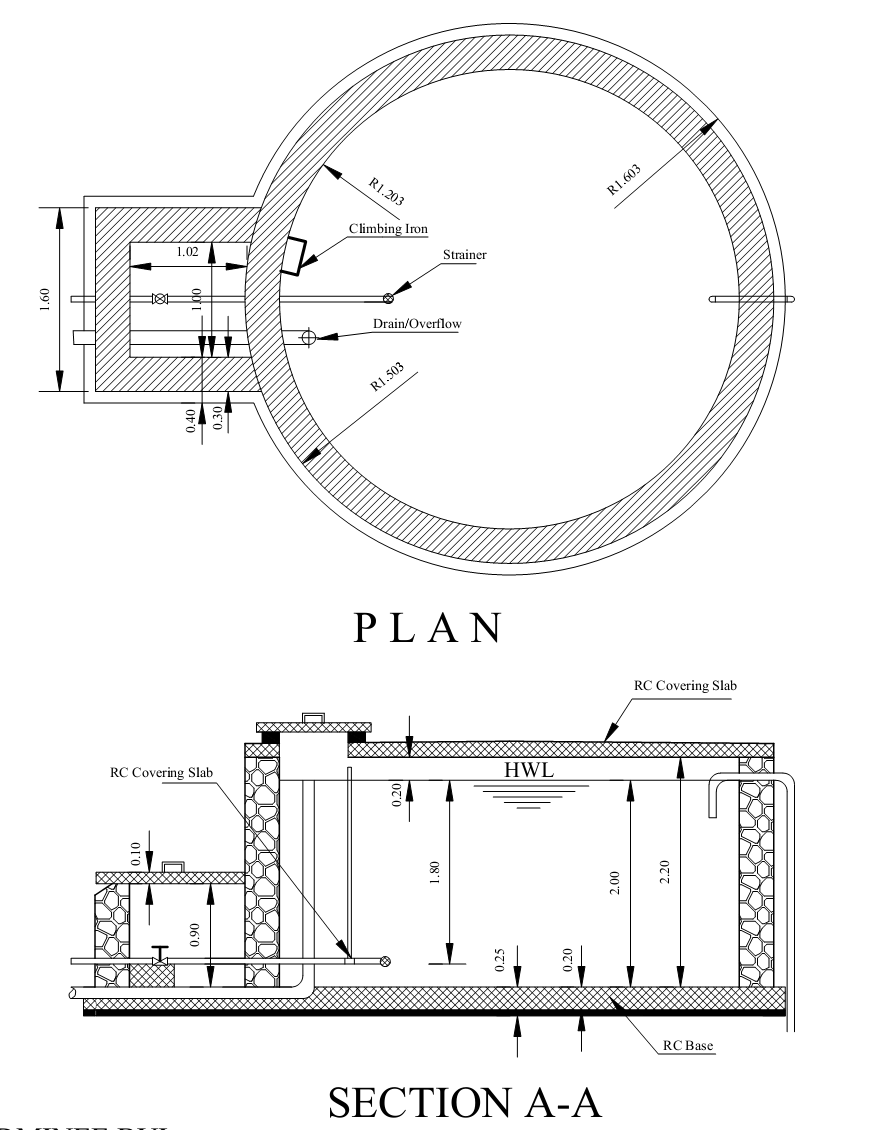 R1.203
R1.603
Climbing Iron
1.02
Strainer
1.60
1.00
Drain/Overflow
R1.503
0.40
0.30
PLAN
RC Covering Slab
HWL
RC Covering Slab
0.20
0.10
1.80
2.00
2.20
0.90
0.25
0.20
RC Base
SECTION A-A